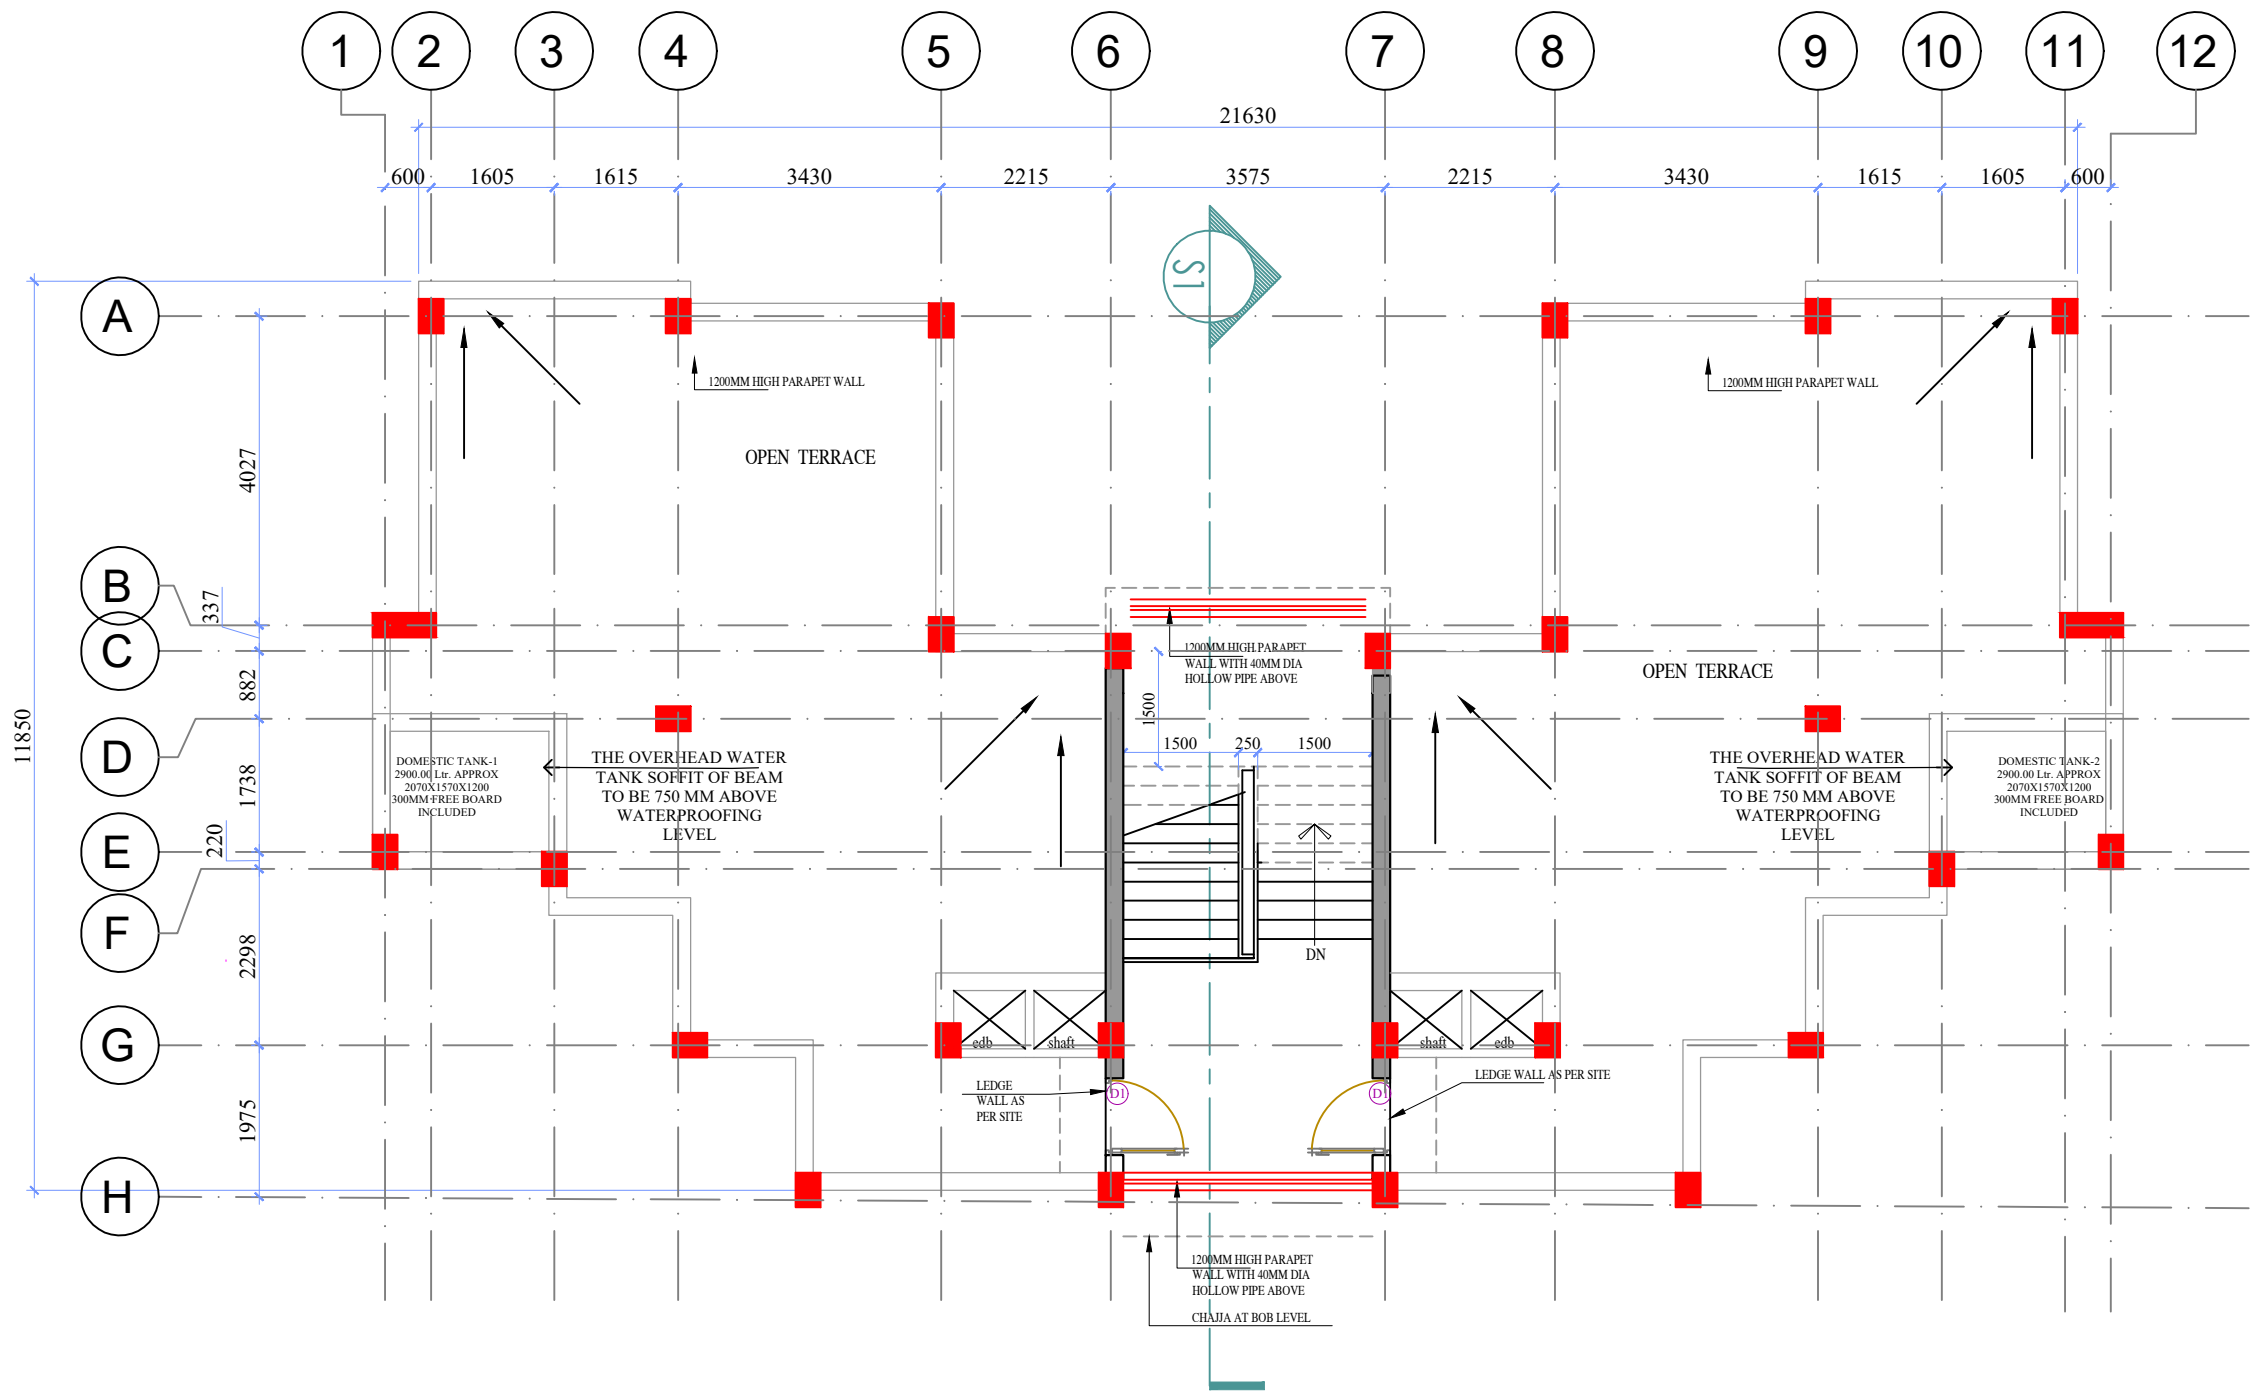 1 2 3 4 5 6 7 8 9 10 11 12
21630
600 1605 1615 3430 2215 3575 2215 3430 1615 1605 600
S1
A
1200MM HIGH PARAPET WALL
1200MM HIGH PARAPET WALL
OPEN TERRACE
4027
B
337
C
1200MM HIGH PARAPET
WALL WITH 40MM DIA
HOLLOW PIPE ABOVE
OPEN TERRACE
882
11850
1500
D
1500 250 1500
DOMESTIC TANK-1
2900.00 Ltr. APPROX
2070X1570X1200
300MM FREE BOARD
INCLUDED
THE OVERHEAD WATER
TANK SOFFIT OF BEAM
TO BE 750 MM ABOVE
WATERPROOFING
LEVEL
THE OVERHEAD WATER
TANK SOFFIT OF BEAM
TO BE 750 MM ABOVE
WATERPROOFING
LEVEL
DOMESTIC TANK-2
2900.00 Ltr. APPROX
2070X1570X1200
300MM FREE BOARD
INCLUDED
1738
E
220
F
2298
DN
G
edb shaft shaft edb
LEDGE
WALL AS
PER SITE
D1
D1
LEDGE WALL AS PER SITE
1975
H
1200MM HIGH PARAPET
WALL WITH 40MM DIA
HOLLOW PIPE ABOVE
CHAJJA AT BOB LEVEL